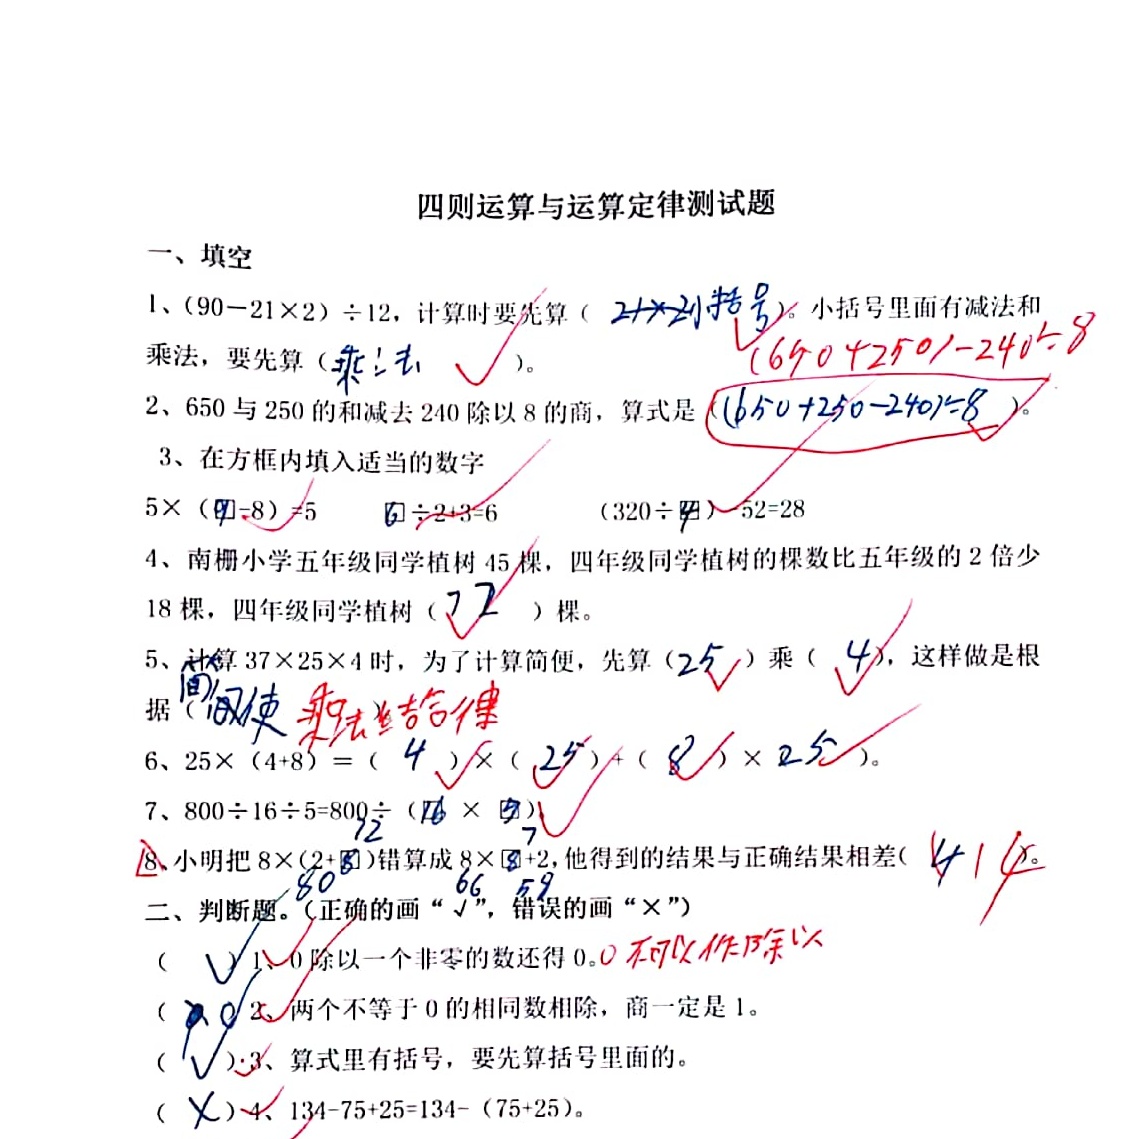 四则运算与运算定律测试题
一、填空
1、(90－21×2)÷12，计算时要先算（ 小括号 ）。小括号里面有减法和
乘法，要先算（乘法 ）。
(650+250)-240÷8
2、650 与 250 的和减去 240 除以 8 的商，算式是（(650+250-240)÷8 ）。
3、在方框内填入适当的数字
5×（9-8）=5 6÷2+3=6 （320÷4）-52=28
4、南栅小学五年级同学植树 45 棵，四年级同学植树的棵数比五年级的 2 倍少
18 棵，四年级同学植树（ 72 ）棵。
5、计算 37×25×4 时，为了计算简便，先算（25 ）乘（ 4 ），这样做是根
据（ 简便 ） 乘法结合律
6、25×（4+8）＝（ 4 ）×（ 25 ）+（ 8 ）× 25 ）。
7、800÷16÷5=800÷（16 × 5）
72 7
8、小明把 8×(2+8)错算成 8×8+2,他得到的结果与正确结果相差( 14 )。
80 66 59
二、判断题。（正确的画“√”，错误的画“×”）
（ √ ）1、0 除以一个非零的数还得 0。0 不可以作除以
（ ）2、两个不等于 0 的相同数相除，商一定是 1。
（ √ ）3、算式里有括号，要先算括号里面的。
（ × ）4、134-75+25=134-（75+25）。